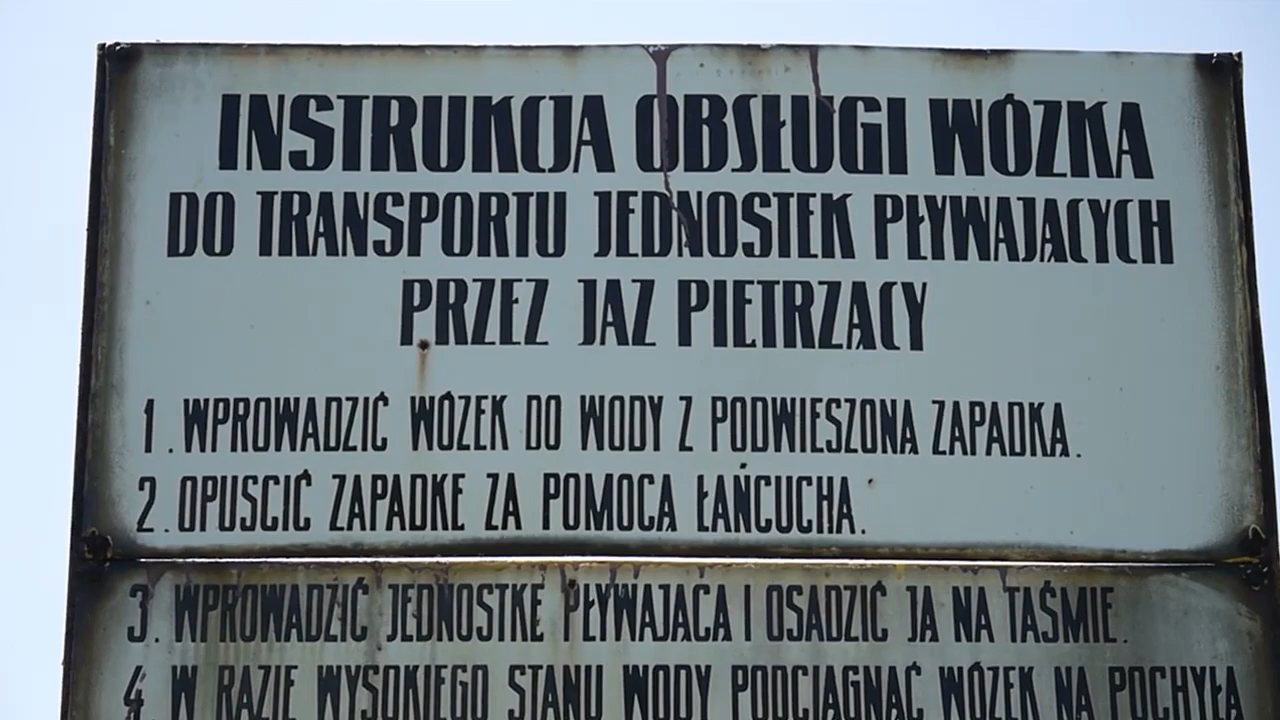 INSTRUKCJA OBSŁUGI WÓZKA
DO TRANSPORTU JEDNOSTEK PŁYWAJACYCH
PRZEZ JAZ PIETRZACY
1. WPROWADZIĆ WÓZEK DO WODY Z PODWIESZONA ZAPADKA.
2. OPUSCIĆ ZAPADKE ZA POMOCA ŁAŃCUCHA.
3. WPROWADZIĆ JEDNOSTKE PŁYWAJACA I OSADZIĆ JA NA TAŚMIE.
4. W RAZIE WYSOKIEGO STANU WODY PODCIAGNAĆ WÓZEK NA POCHYŁA